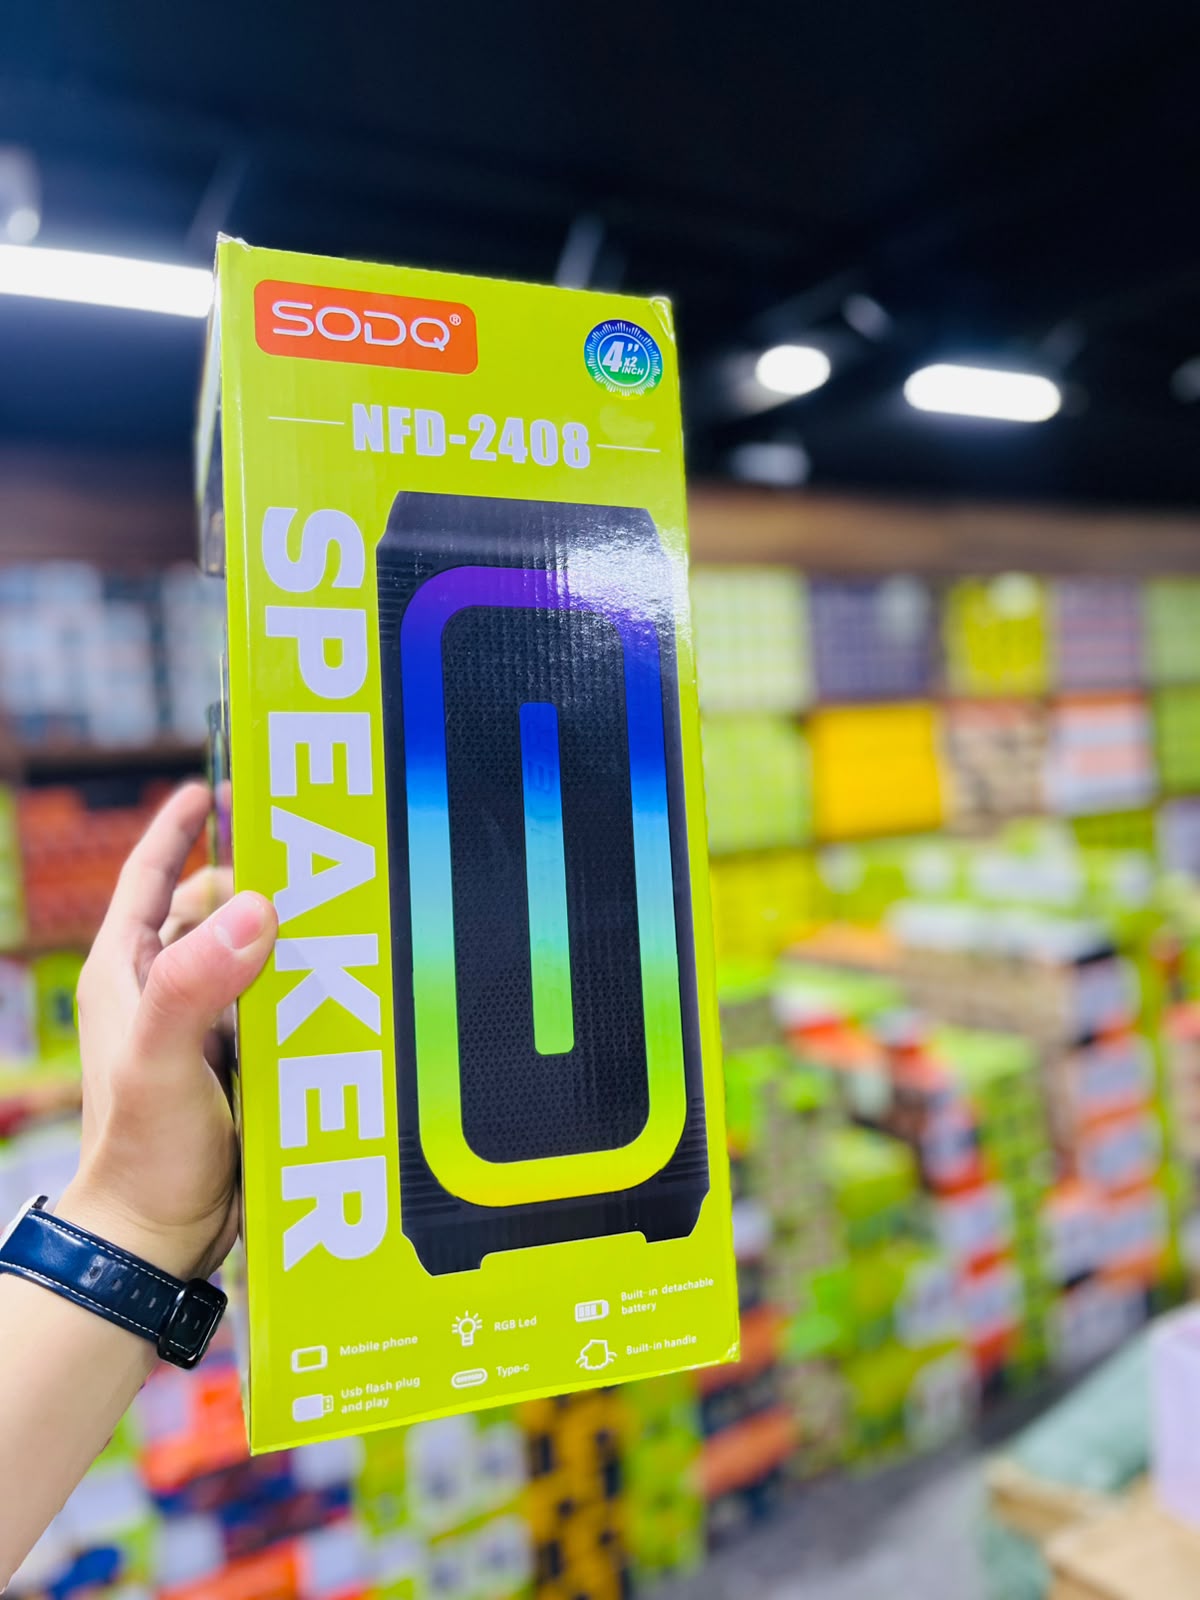 SODQ®
4"x2
INCH
NFD-2408
SPEAKER
Mobile phone
RGB Led
Built-in detachable
battery
Usb flash plug
and play
Type-c
Built-in handle